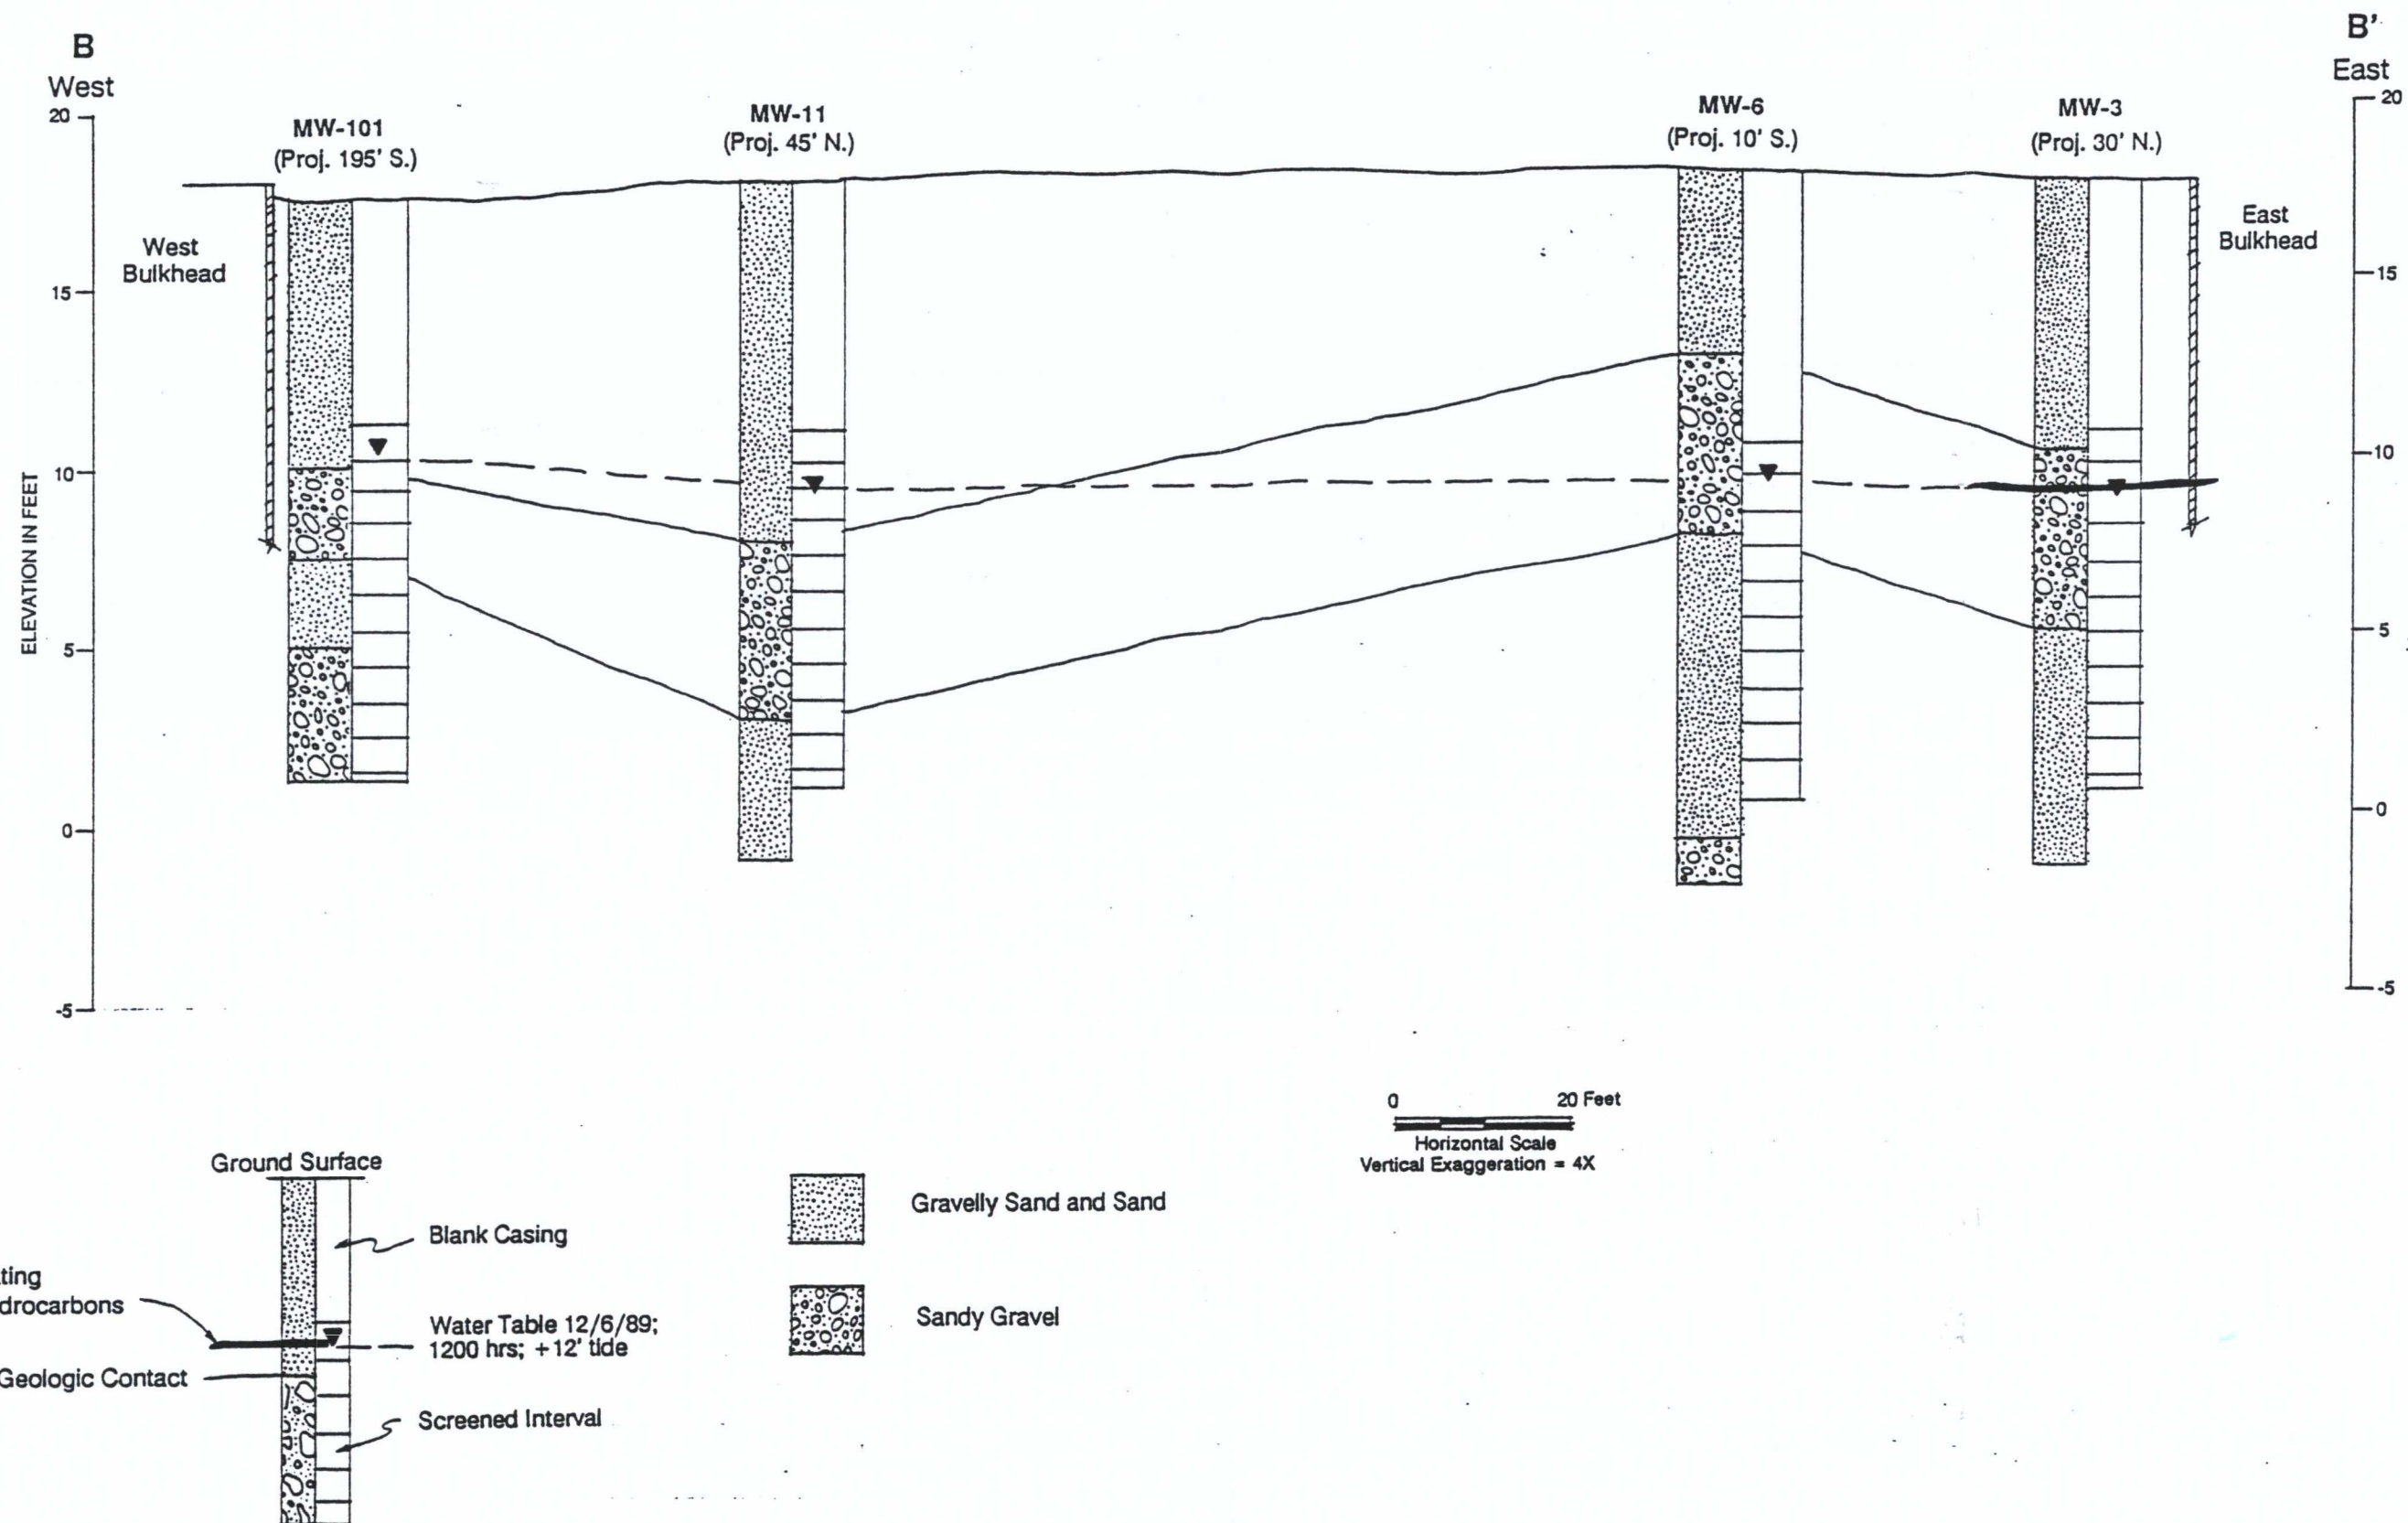 B
West
B'
East
MW-101
(Proj. 195' S.)
MW-11
(Proj. 45' N.)
MW-6
(Proj. 10' S.)
MW-3
(Proj. 30' N.)
20
15
10
5
0
-5
ELEVATION IN FEET
West
Bulkhead
East
Bulkhead
20
15
10
5
0
-5
0 20 Feet
Horizontal Scale
Vertical Exaggeration = 4X
Ground Surface
Blank Casing
ting
drocarbons
Water Table 12/6/89;
1200 hrs; +12' tide
Geologic Contact
Screened Interval
Gravelly Sand and Sand
Sandy Gravel